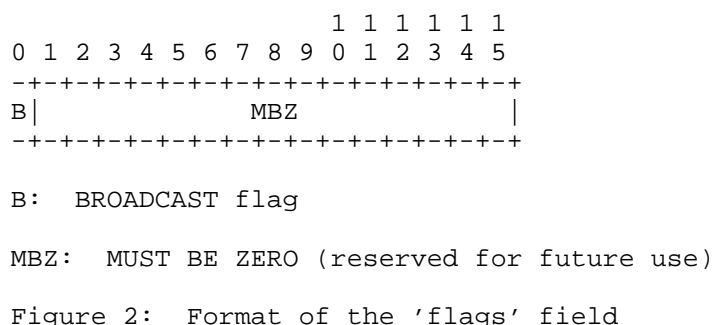 1 1 1 1 1 1
0 1 2 3 4 5 6 7 8 9 0 1 2 3 4 5
-+-+-+-+-+-+-+-+-+-+-+-+-+-+-+-+
B|             MBZ             |
-+-+-+-+-+-+-+-+-+-+-+-+-+-+-+-+
B:  BROADCAST flag
MBZ:  MUST BE ZERO (reserved for future use)
Figure 2:  Format of the 'flags' field